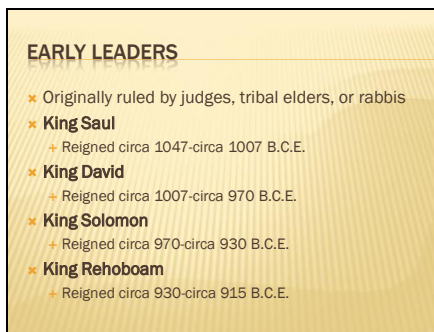 EARLY LEADERS
× Originally ruled by judges, tribal elders, or rabbis
× King Saul
+ Reigned circa 1047-circa 1007 B.C.E.
× King David
+ Reigned circa 1007-circa 970 B.C.E.
× King Solomon
+ Reigned circa 970-circa 930 B.C.E.
× King Rehoboam
+ Reigned circa 930-circa 915 B.C.E.